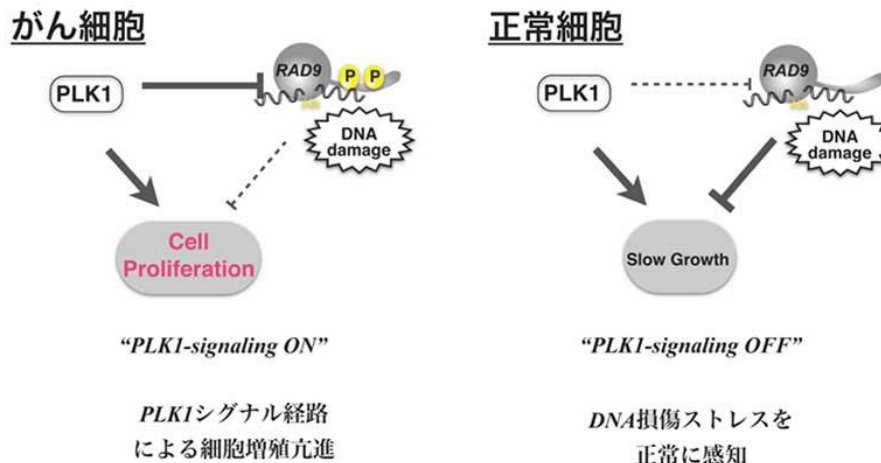 がん細胞
PLK1
RAD9
P P
DNA
damage
Cell
Proliferation
“PLK1-signaling ON”
PLK1シグナル経路
による細胞増殖亢進
正常細胞
PLK1
RAD9
DNA
damage
Slow Growth
“PLK1-signaling OFF”
DNA損傷ストレスを
正常に感知